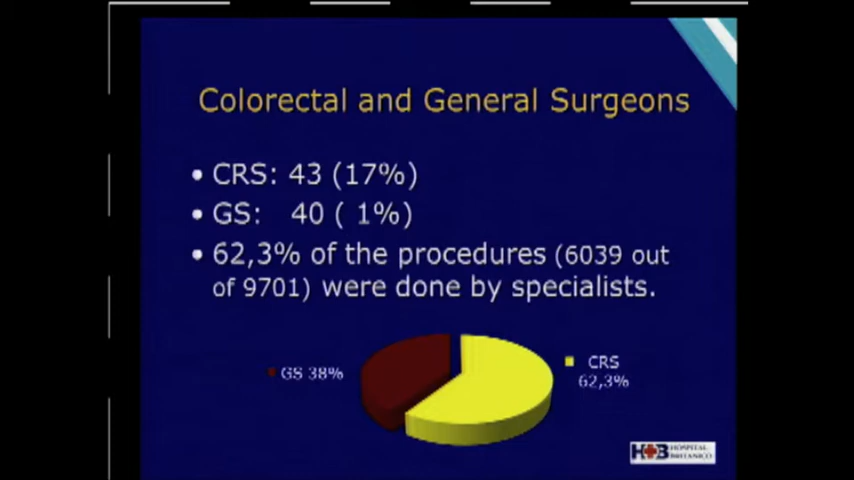 Colorectal and General Surgeons
• CRS: 43 (17%)
• GS: 40 ( 1%)
• 62,3% of the procedures (6039 out
of 9701) were done by specialists.
GS 38%
CRS
62,3%
HB HOSPITAL
BRITANICO